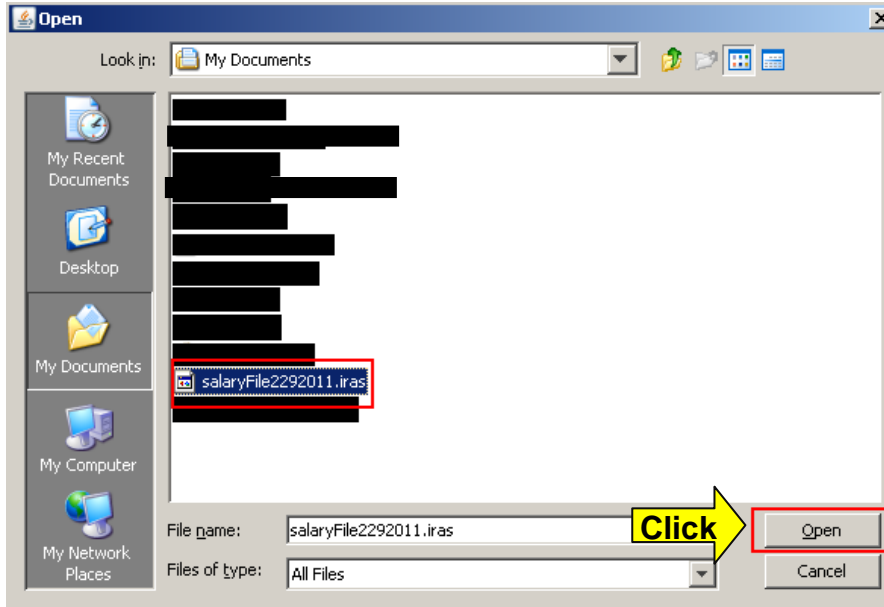 Open
Look in:
My Documents
My Recent
Documents
Desktop
My Documents
My Computer
My Network
Places
salaryFile2292011.iras
File name:
salaryFile2292011.iras
Click
Open
Files of type:
All Files
Cancel